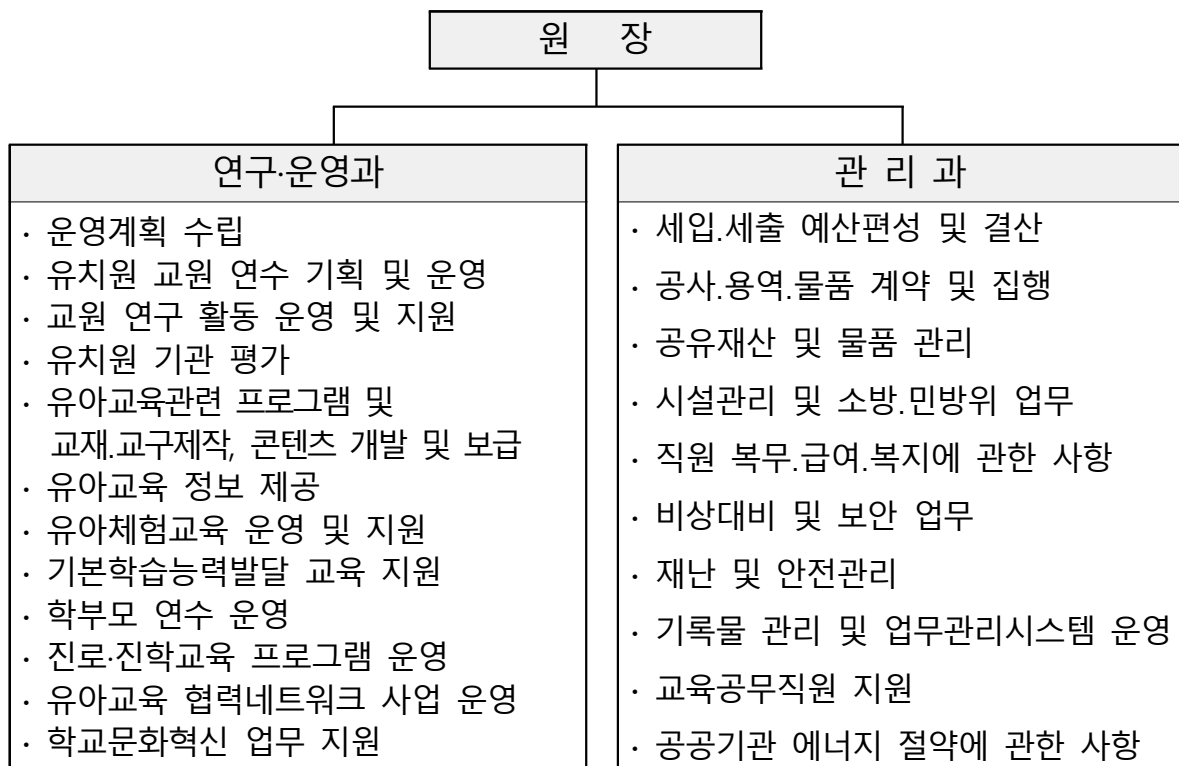 원 장
연구·운영과
· 운영계획 수립
· 유치원 교원 연수 기획 및 운영
· 교원 연구 활동 운영 및 지원
· 유치원 기관 평가
· 유아교육관련 프로그램 및
교재.교구제작, 콘텐츠 개발 및 보급
· 유아교육 정보 제공
· 유아체험교육 운영 및 지원
· 기본학습능력발달 교육 지원
· 학부모 연수 운영
· 진로·진학교육 프로그램 운영
· 유아교육 협력네트워크 사업 운영
· 학교문화혁신 업무 지원
관 리 과
· 세입.세출 예산편성 및 결산
· 공사.용역.물품 계약 및 집행
· 공유재산 및 물품 관리
· 시설관리 및 소방.민방위 업무
· 직원 복무.급여.복지에 관한 사항
· 비상대비 및 보안 업무
· 재난 및 안전관리
· 기록물 관리 및 업무관리시스템 운영
· 교육공무직원 지원
· 공공기관 에너지 절약에 관한 사항